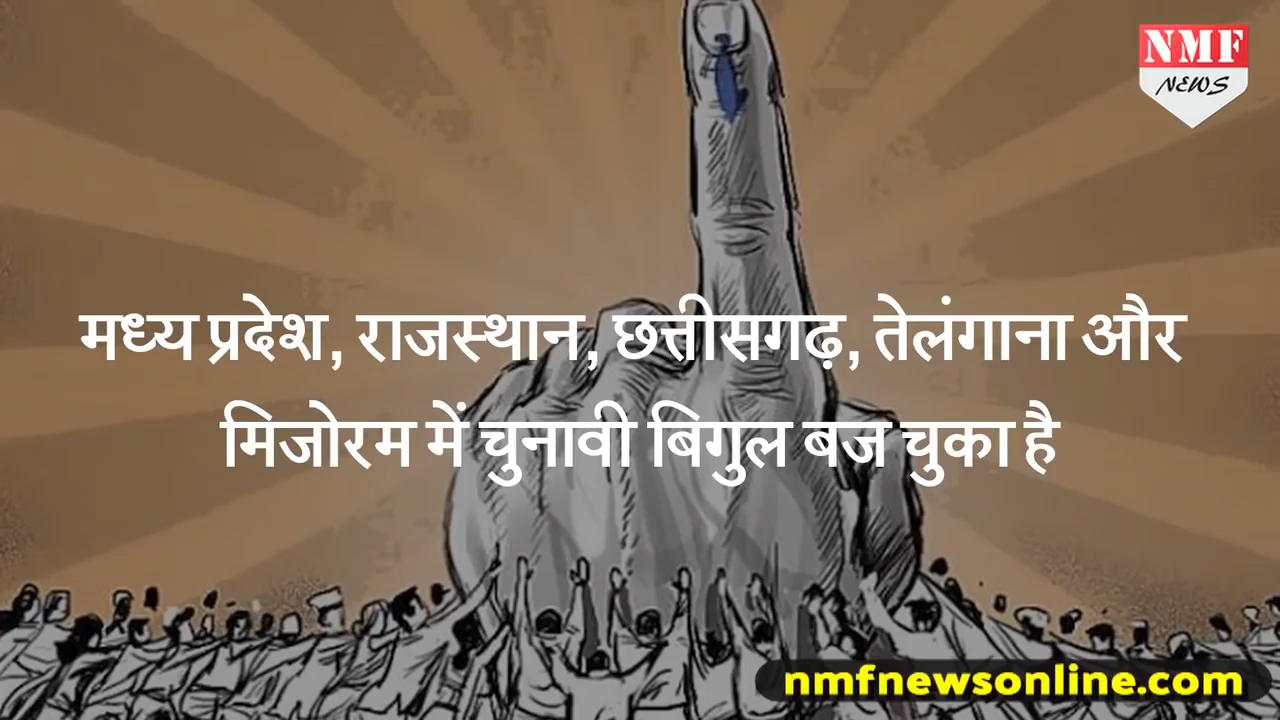 NMF
NEWS
मध्य प्रदेश, राजस्थान, छत्तीसगढ़, तेलंगाना और
मिजोरम में चुनावी बिगुल बज चुका है
nmfnewsonline.com